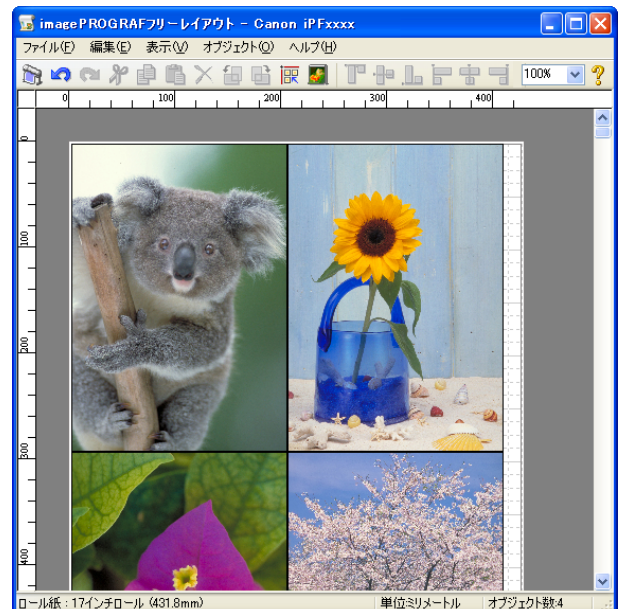 imagePROGRAFフリーレイアウト - Canon iPFxxxx
ファイル(F) 編集(E) 表示(V) オブジェクト(O) ヘルプ(H)
100%
0 100 200 300 400
0
100
200
300
400
ロール紙:17インチロール (431.8mm) 単位:ミリメートル オブジェクト数:4